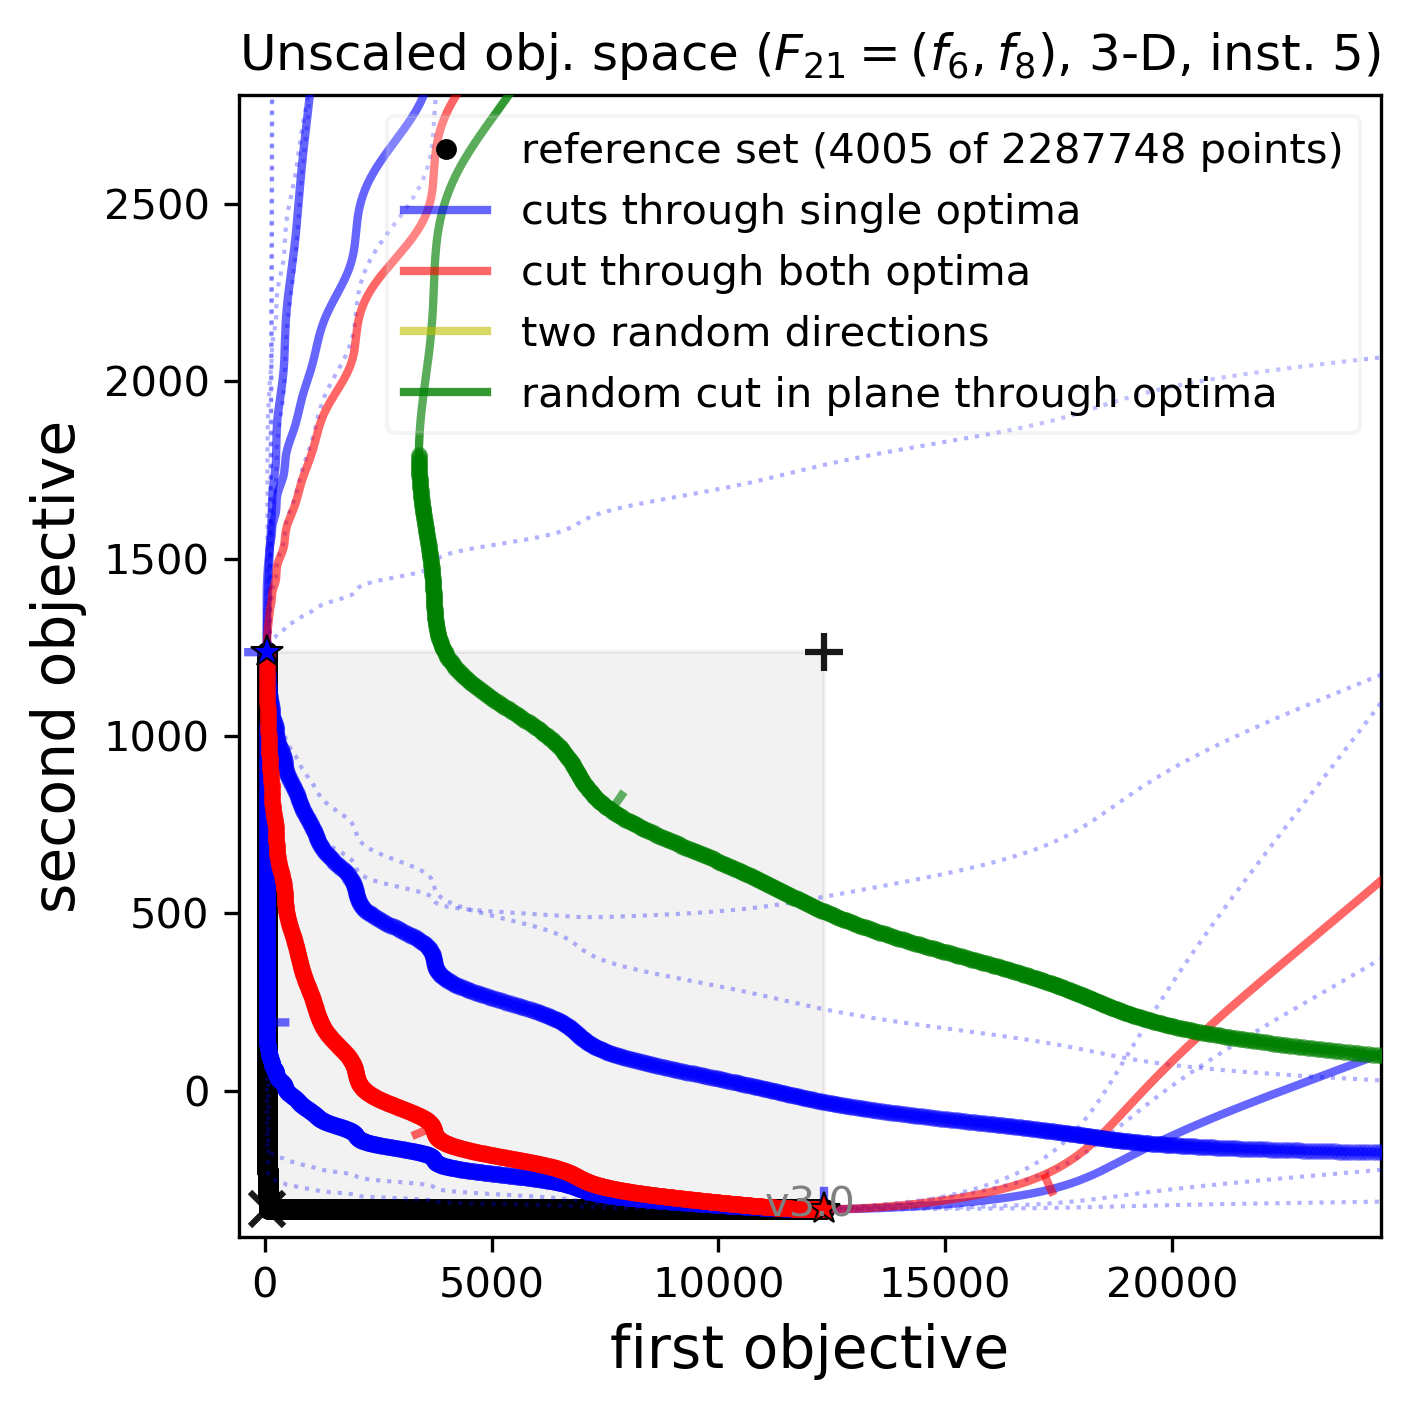 Unscaled obj. space (F21 = (f6, f8), 3-D, inst. 5)
reference set (4005 of 2287748 points)
cuts through single optima
cut through both optima
two random directions
random cut in plane through optima
second objective
2500
2000
1500
1000
500
0
v3.0
0 5000 10000 15000 20000
first objective